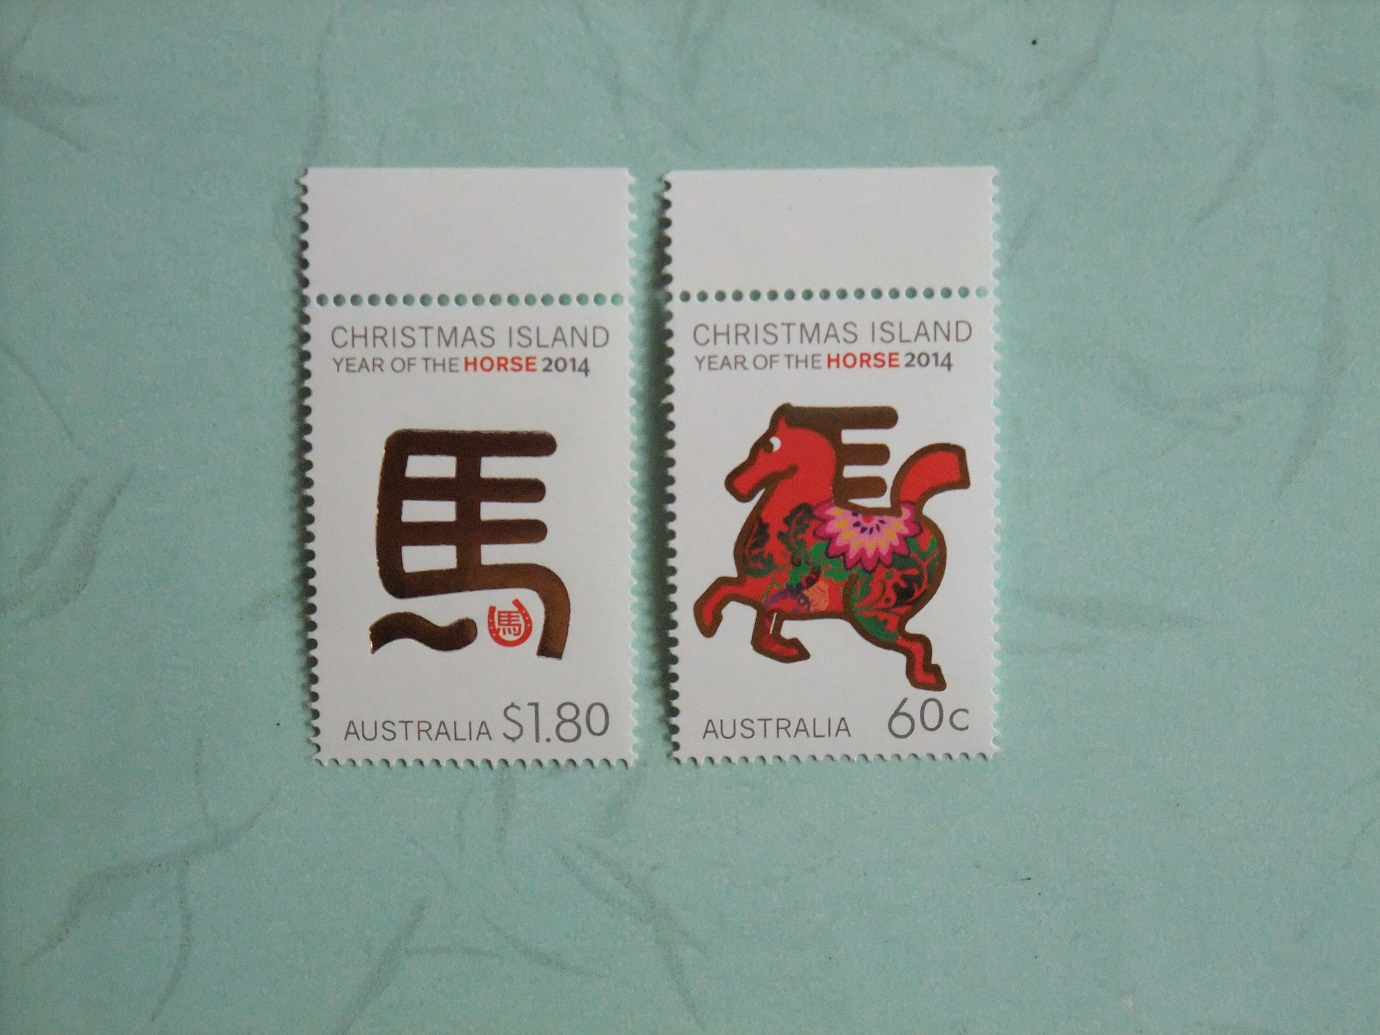 CHRISTMAS ISLAND
YEAR OF THE HORSE 2014
馬
馬
AUSTRALIA $1.80
CHRISTMAS ISLAND
YEAR OF THE HORSE 2014
AUSTRALIA 60c